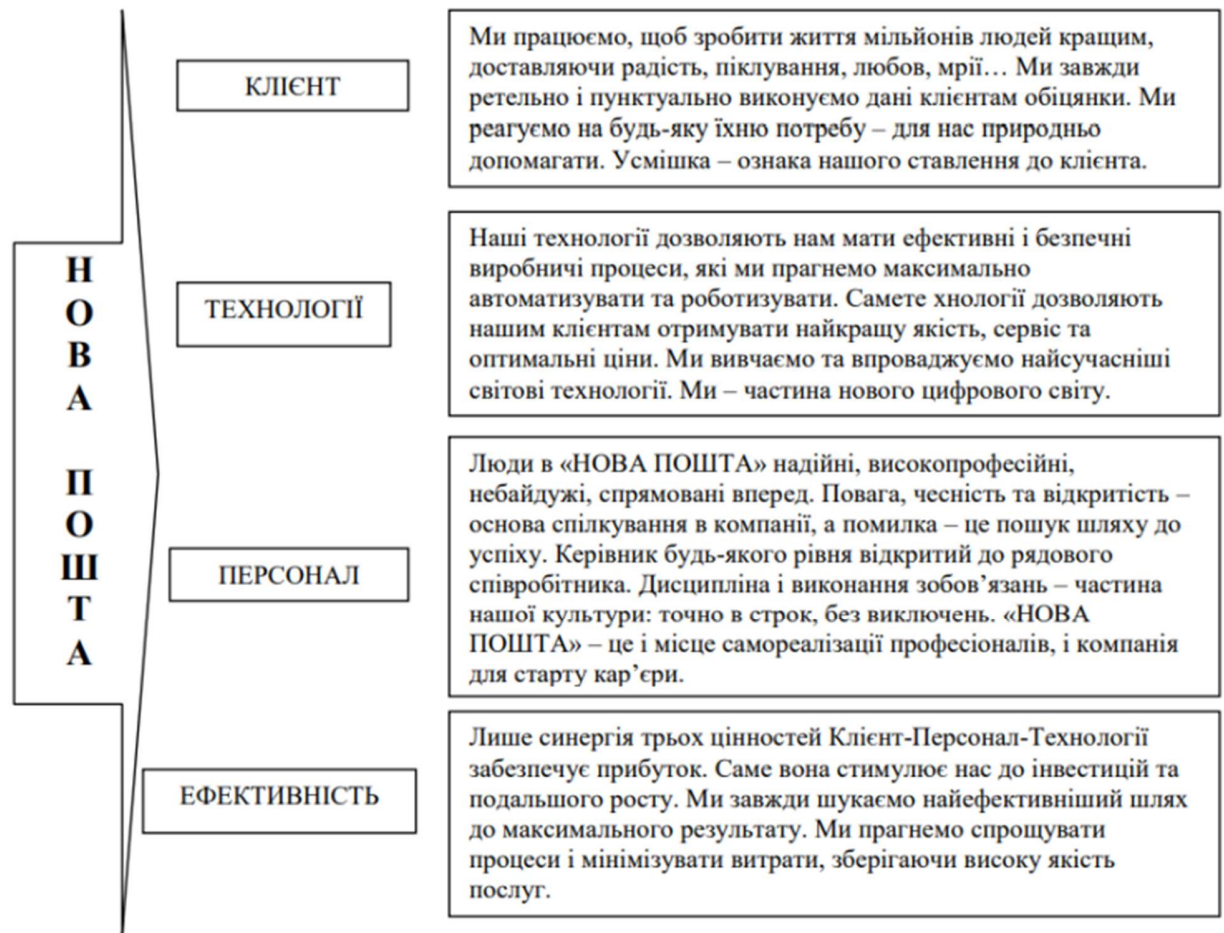 НОВА ПОШТА
КЛІЄНТ
Ми працюємо, щоб зробити життя мільйонів людей кращим,
доставляючи радість, піклування, любов, мрії… Ми завжди
ретельно і пунктуально виконуємо дані клієнтам обіцянки. Ми
реагуємо на будь-яку їхню потребу – для нас природньо
допомагати. Усмішка – ознака нашого ставлення до клієнта.
ТЕХНОЛОГІЇ
Наші технології дозволяють нам мати ефективні і безпечні
виробничі процеси, які ми прагнемо максимально
автоматизувати та роботизувати. Самете хнології дозволяють
нашим клієнтам отримувати найкращу якість, сервіс та
оптимальні ціни. Ми вивчаємо та впроваджуємо найсучасніші
світові технології. Ми – частина нового цифрового світу.
ПЕРСОНАЛ
Люди в «НОВА ПОШТА» надійні, високопрофесійні,
небайдужі, спрямовані вперед. Повага, чесність та відкритість –
основа спілкування в компанії, а помилка – це пошук шляху до
успіху. Керівник будь-якого рівня відкритий до рядового
співробітника. Дисципліна і виконання зобов’язань – частина
нашої культури: точно в строк, без виключень. «НОВА
ПОШТА» – це і місце самореалізації професіоналів, і компанія
для старту кар’єри.
ЕФЕКТИВНІСТЬ
Лише синергія трьох цінностей Клієнт-Персонал-Технології
забезпечує прибуток. Саме вона стимулює нас до інвестицій та
подальшого росту. Ми завжди шукаємо найефективніший шлях
до максимального результату. Ми прагнемо спрощувати
процеси і мінімізувати витрати, зберігаючи високу якість
послуг.